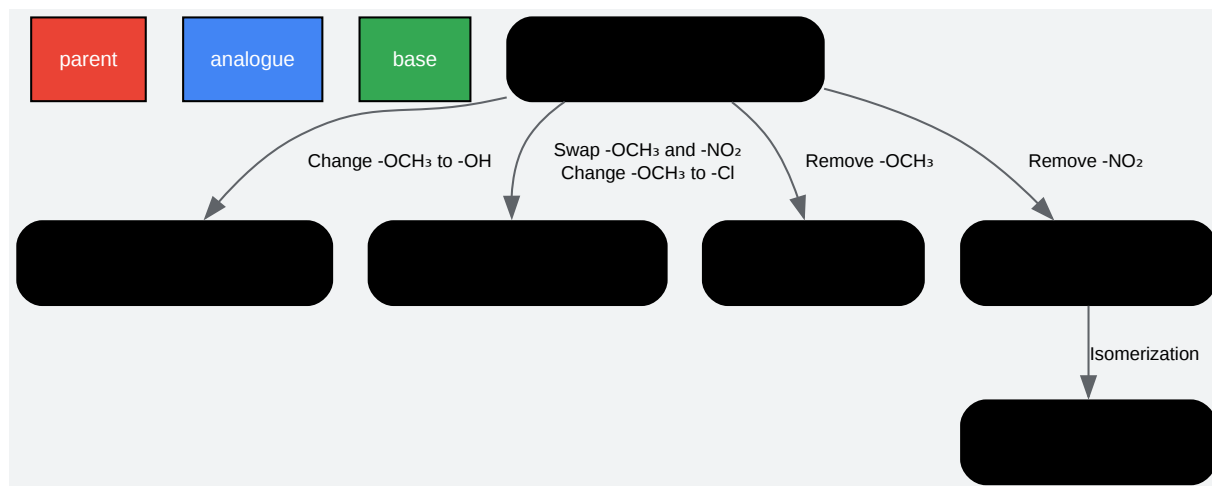 parent
analogue
base
Change -OCH₃ to -OH
Swap -OCH₃ and -NO₂
Change -OCH₃ to -Cl
Remove -OCH₃
Remove -NO₂
Isomerization